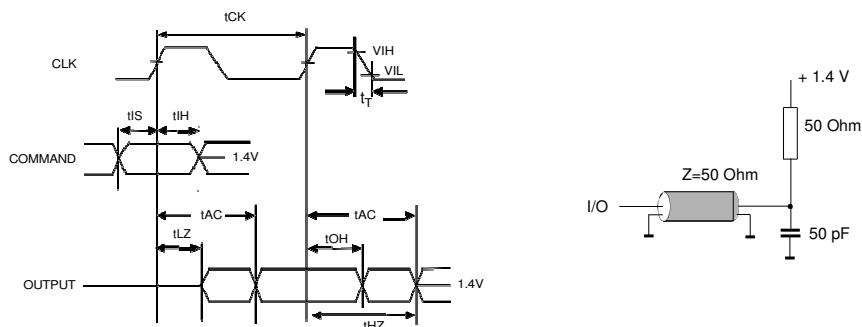 tCK
CLK
VIH
VIL
tT
tIS
tIH
COMMAND
1.4V
tAC
tAC
tLZ
tOH
OUTPUT
1.4V
tHZ
+ 1.4 V
50 Ohm
Z=50 Ohm
I/O
50 pF